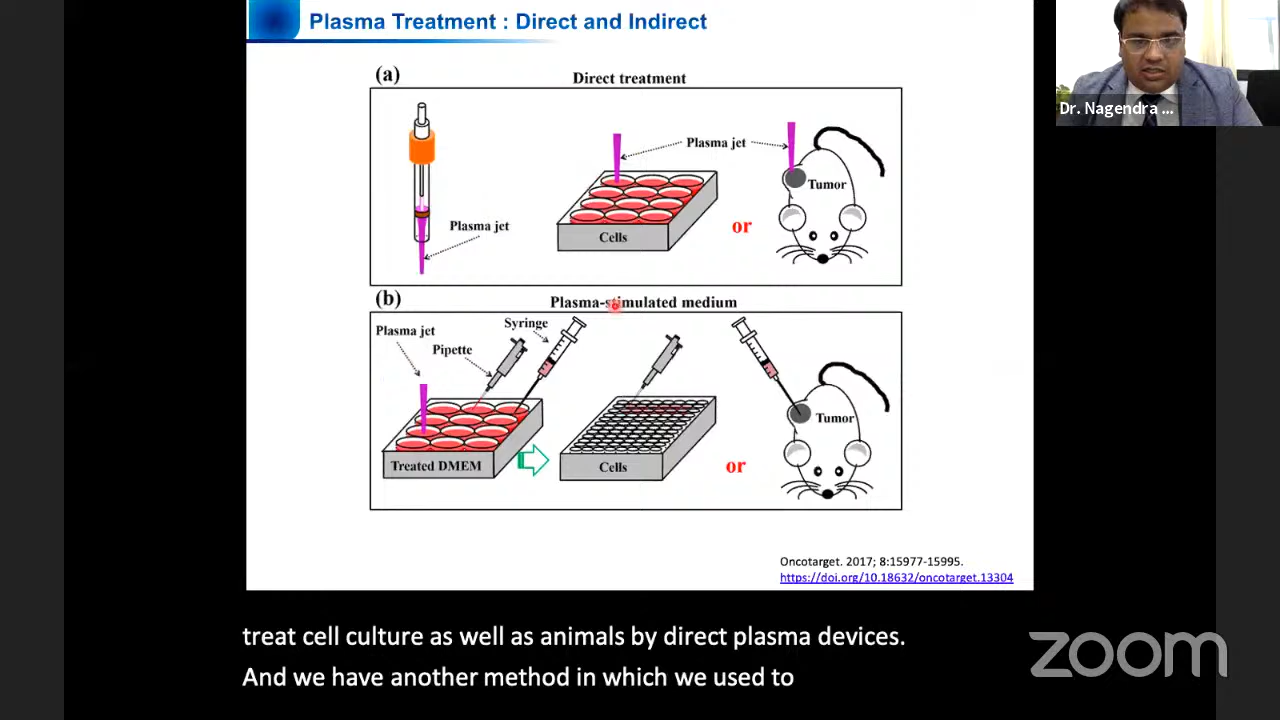 Plasma Treatment : Direct and Indirect
Dr. Nagendra ...
(a)
Direct treatment
Plasma jet
Plasma jet
Tumor
Cells
or
(b)
Plasma-stimulated medium
Plasma jet
Pipette
Syringe
Treated DMEM
Cells
or
Tumor
Oncotarget. 2017; 8:15977-15995.
https://doi.org/10.18632/oncotarget.13304
treat cell culture as well as animals by direct plasma devices.
And we have another method in which we used to
zoom